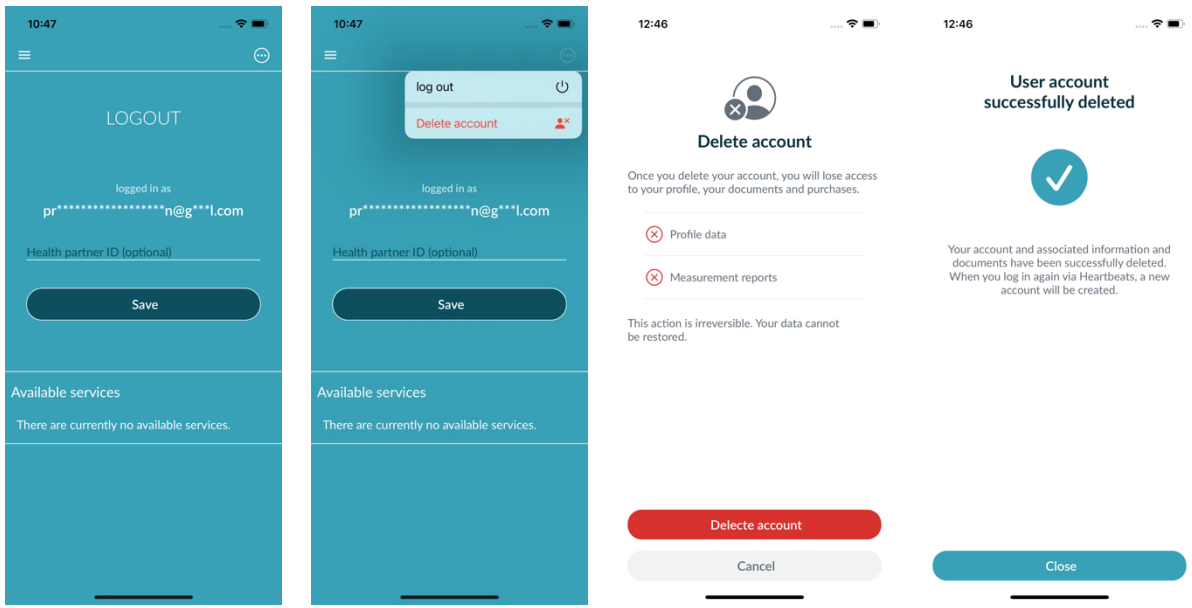 10:47
LOGOUT
logged in as
pr******************n@g***l.com
Health partner ID (optional)
Save
Available services
There are currently no available services.
10:47
log out
Delete account
logged in as
pr******************n@g***l.com
Health partner ID (optional)
Save
Available services
There are currently no available services.
12:46
Delete account
Once you delete your account, you will lose access
to your profile, your documents and purchases.
Profile data
Measurement reports
This action is irreversible. Your data cannot
be restored.
Delecte account
Cancel
12:46
User account
successfully deleted
Your account and associated information and
documents have been successfully deleted.
When you log in again via Heartbeats, a new
account will be created.
Close